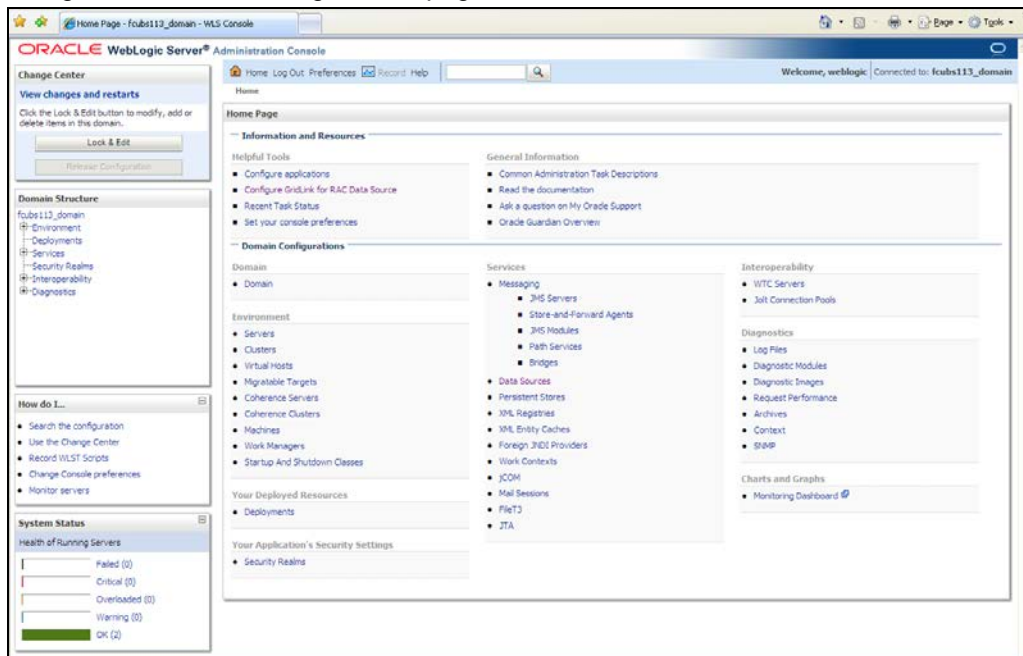 Home Page - fcubs113_domain - WLS Console
Page
Tools
ORACLE WebLogic Server® Administration Console
Change Center
View changes and restarts
Click the Lock & Edit button to modify, add or
delete items in this domain.
Lock & Edit
Release Configuration
Domain Structure
fcubs113_domain
Environment
Deployments
Services
Security Realms
Interoperability
Diagnostics
How do I...
Search the configuration
Use the Change Center
Record WLST Scripts
Change Console preferences
Monitor servers
System Status
Health of Running Servers
Failed (0)
Critical (0)
Overloaded (0)
Warning (0)
OK (2)
Home Log Out Preferences Record Help
Welcome, weblogic Connected to: fcubs113_domain
Home
Home Page
Information and Resources
Helpful Tools
Configure applications
Configure GridLink for RAC Data Source
Recent Task Status
Set your console preferences
General Information
Common Administration Task Descriptions
Read the documentation
Ask a question on My Oracle Support
Oracle Guardian Overview
Domain Configurations
Domain
Domain
Environment
Servers
Clusters
Virtual Hosts
Migratable Targets
Coherence Servers
Coherence Clusters
Machines
Work Managers
Startup And Shutdown Classes
Your Deployed Resources
Deployments
Your Application's Security Settings
Security Realms
Services
Messaging
JMS Servers
Store-and-Forward Agents
JMS Modules
Path Services
Bridges
Data Sources
Persistent Stores
XML Registries
XML Entity Caches
Foreign JNDI Providers
Work Contexts
jCOM
Mail Sessions
FileT3
JTA
Interoperability
WTC Servers
Jolt Connection Pools
Diagnostics
Log Files
Diagnostic Modules
Diagnostic Images
Request Performance
Archives
Context
SNMP
Charts and Graphs
Monitoring Dashboard